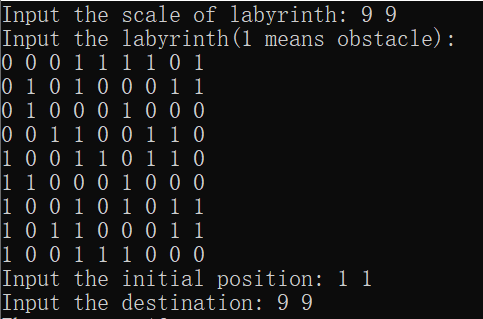 Input the scale of labyrinth: 9 9
Input the labyrinth(1 means obstacle):
0 0 0 1 1 1 1 0 1
0 1 0 1 0 0 0 1 1
0 1 0 0 0 1 0 0 0
0 0 1 1 0 0 1 1 0
1 0 0 1 1 0 1 1 0
1 1 0 0 0 1 0 0 0
1 0 0 1 0 1 0 1 1
1 0 1 1 0 0 0 1 1
1 0 0 1 1 1 0 0 0
Input the initial position: 1 1
Input the destination: 9 9